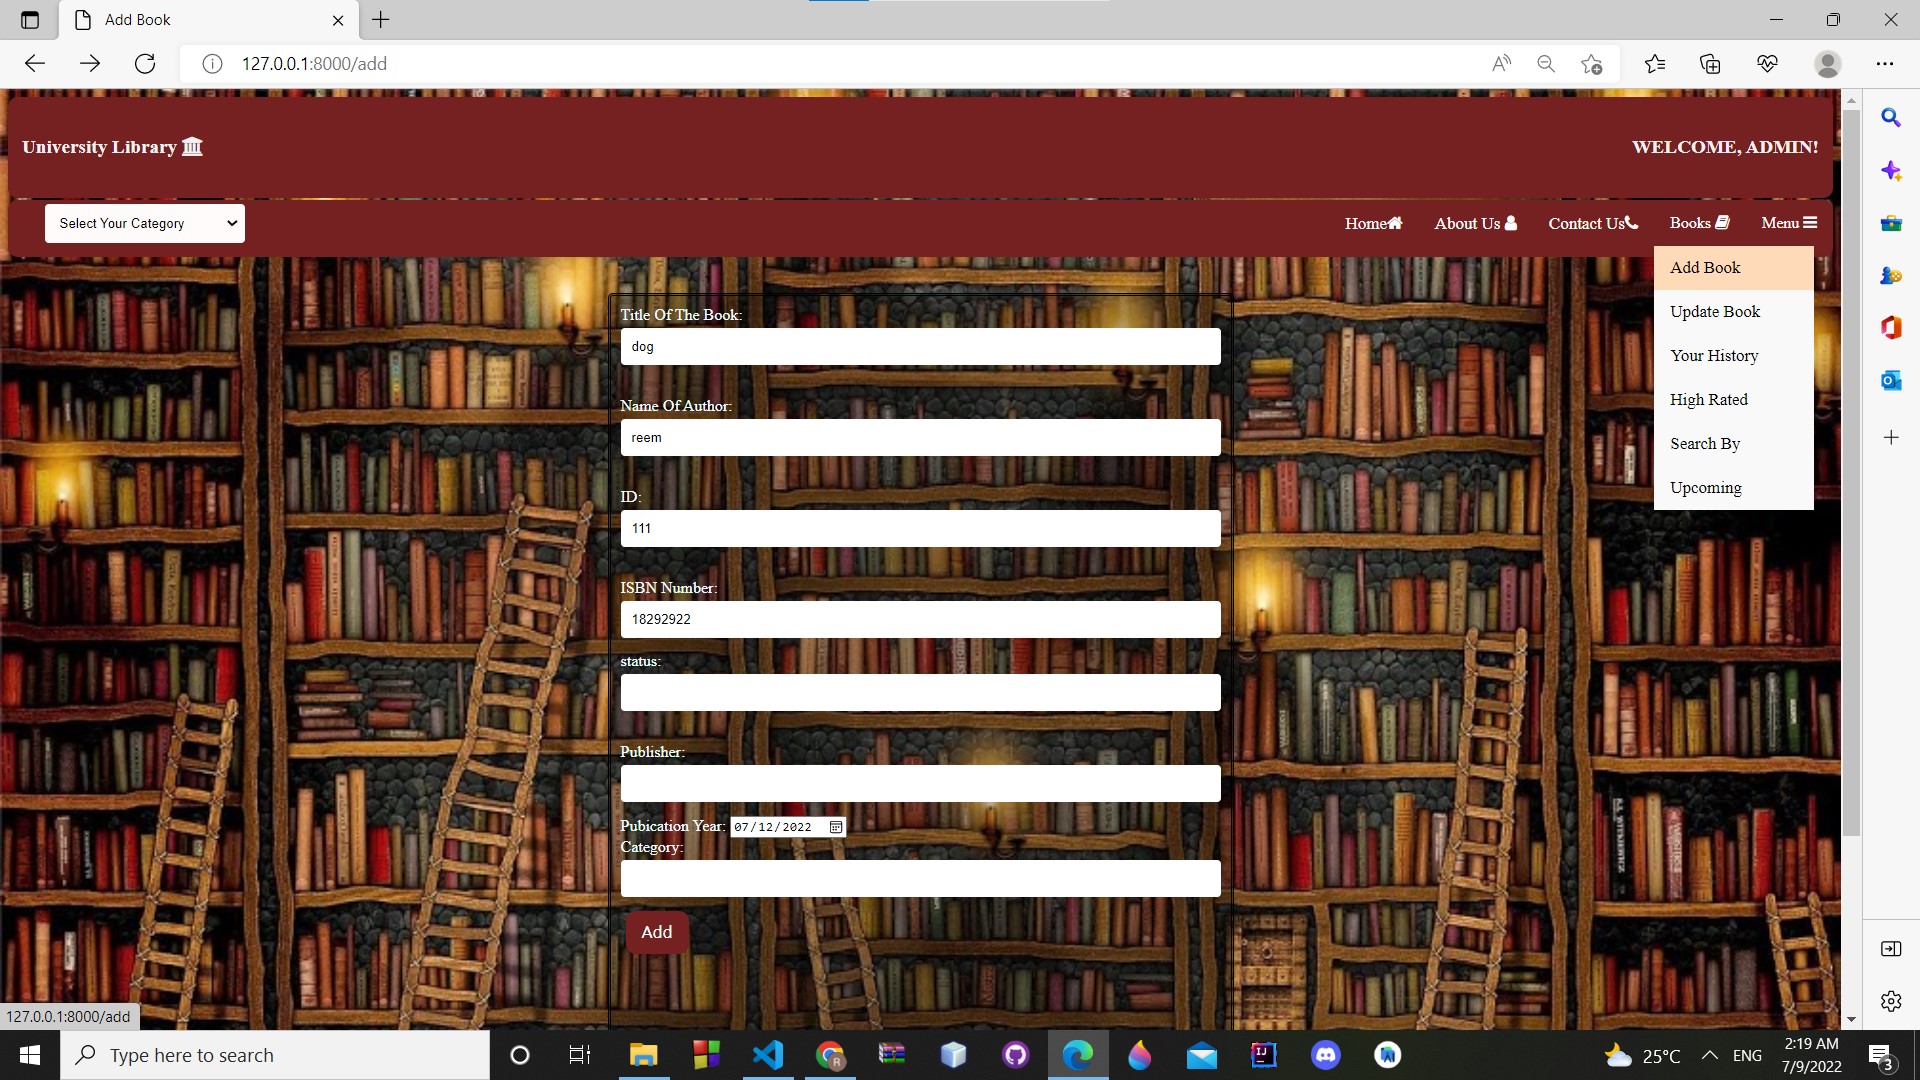 Add Book
127.0.0.1:8000/add
University Library
WELCOME, ADMIN!
Select Your Category
Home
About Us
Contact Us
Books
Menu
Add Book
Update Book
Your History
High Rated
Search By
Upcoming
Title Of The Book:
dog
Name Of Author:
reem
ID:
111
ISBN Number:
18292922
status:
Publisher:
Pubication Year: 07/12/2022
Category:
Add
127.0.0.1:8000/add
Type here to search
25°C
ENG
2:19 AM
7/9/2022
3